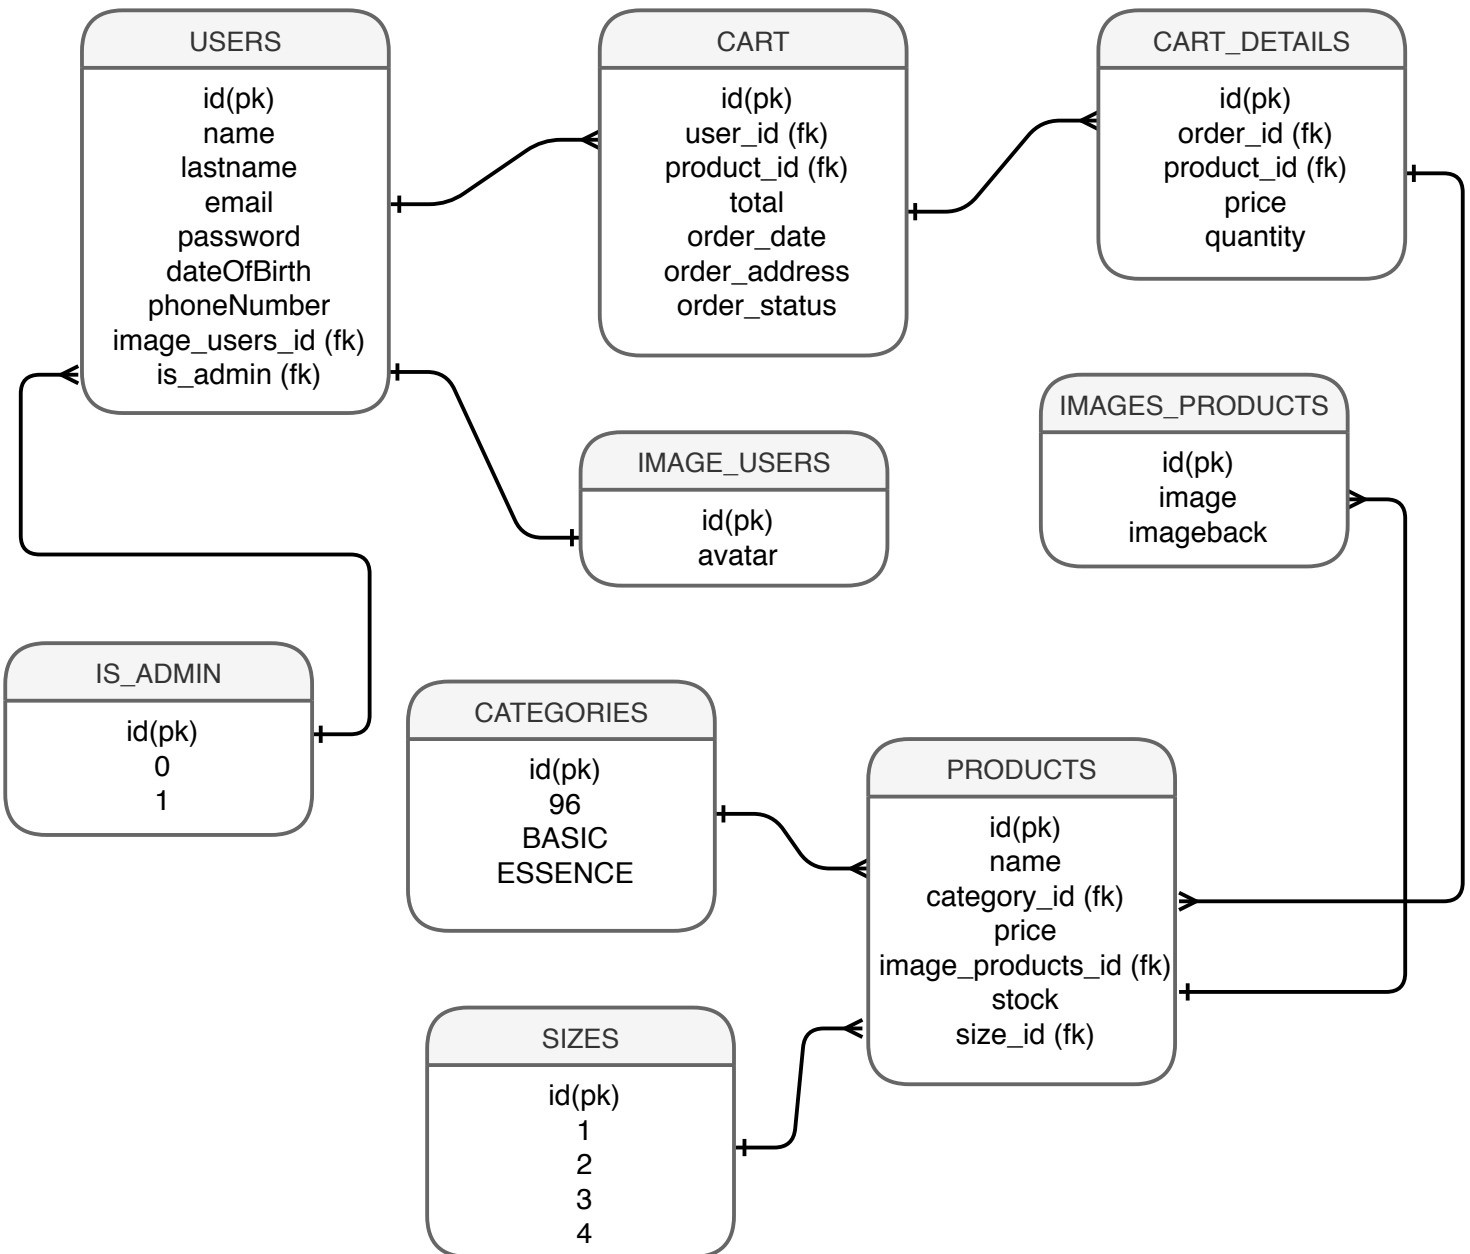 USERS
id(pk)
name
lastname
email
password
dateOfBirth
phoneNumber
image_users_id (fk)
is_admin (fk)
CART
id(pk)
user_id (fk)
product_id (fk)
total
order_date
order_address
order_status
CART_DETAILS
id(pk)
order_id (fk)
product_id (fk)
price
quantity
IMAGE_USERS
id(pk)
avatar
IMAGES_PRODUCTS
id(pk)
image
imageback
IS_ADMIN
id(pk)
0
1
CATEGORIES
id(pk)
96
BASIC
ESSENCE
PRODUCTS
id(pk)
name
category_id (fk)
price
image_products_id (fk)
stock
size_id (fk)
SIZES
id(pk)
1
2
3
4